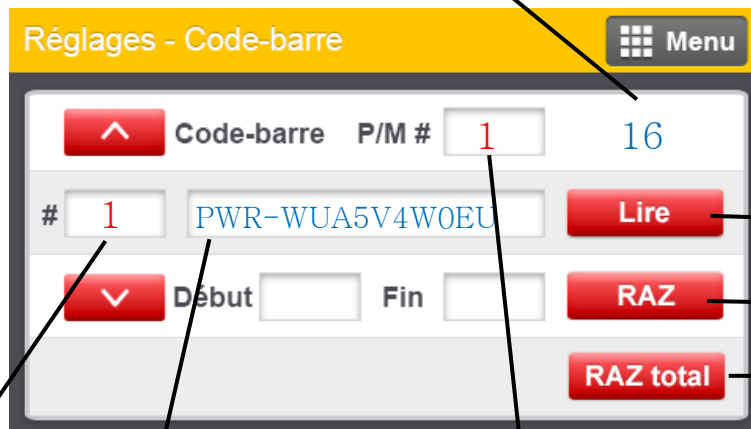 Réglages - Code-barre Menu
Code-barre P/M # 1 16
# 1 PWR-WUA5V4W0EU Lire
Début Fin RAZ
RAZ total